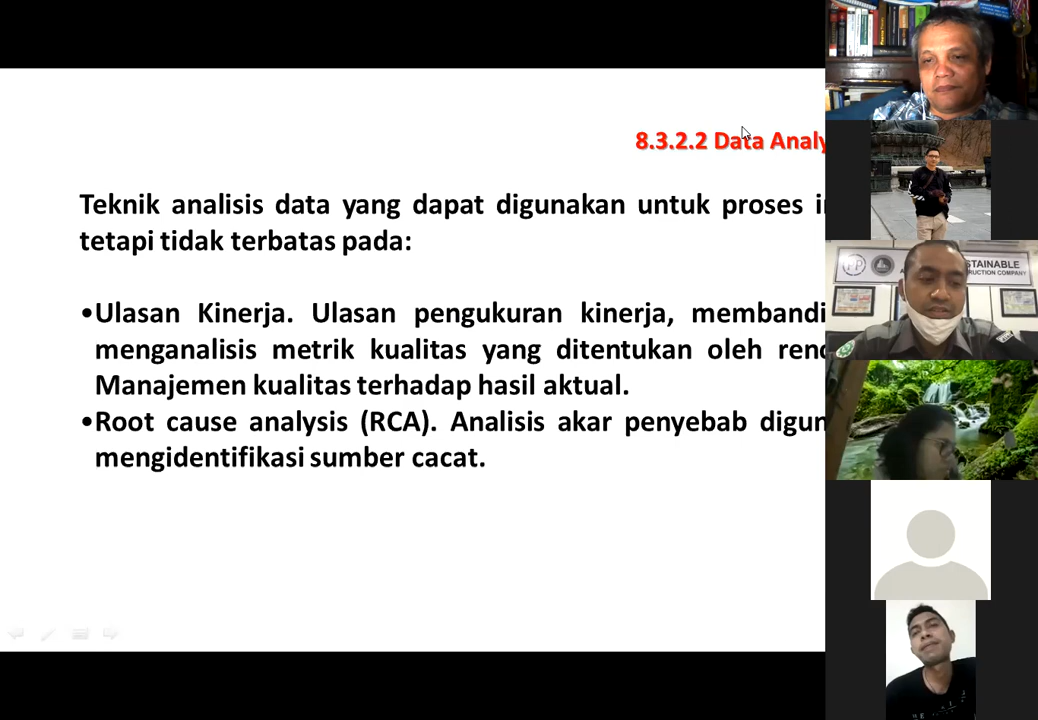 8.3.2.2 Data Analy
Teknik analisis data yang dapat digunakan untuk proses
tetapi tidak terbatas pada:
•Ulasan Kinerja. Ulasan pengukuran kinerja, membandi
menganalisis metrik kualitas yang ditentukan oleh renc
Manajemen kualitas terhadap hasil aktual.
•Root cause analysis (RCA). Analisis akar penyebab digun
mengidentifikasi sumber cacat.
STAINABLE
RUCTION COMPANY